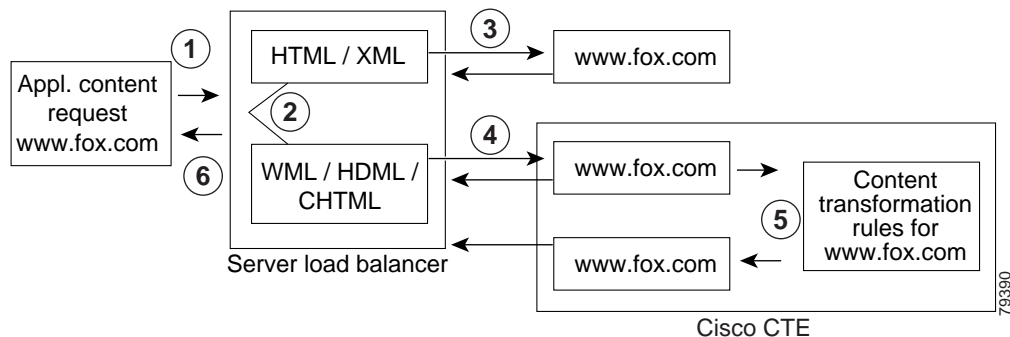 1
Appl. content
request
www.fox.com
6
HTML / XML
2
WML / HDML /
CHTML
Server load balancer
3
www.fox.com
4
www.fox.com
www.fox.com
5
Content
transformation
rules for
www.fox.com
Cisco CTE
79390